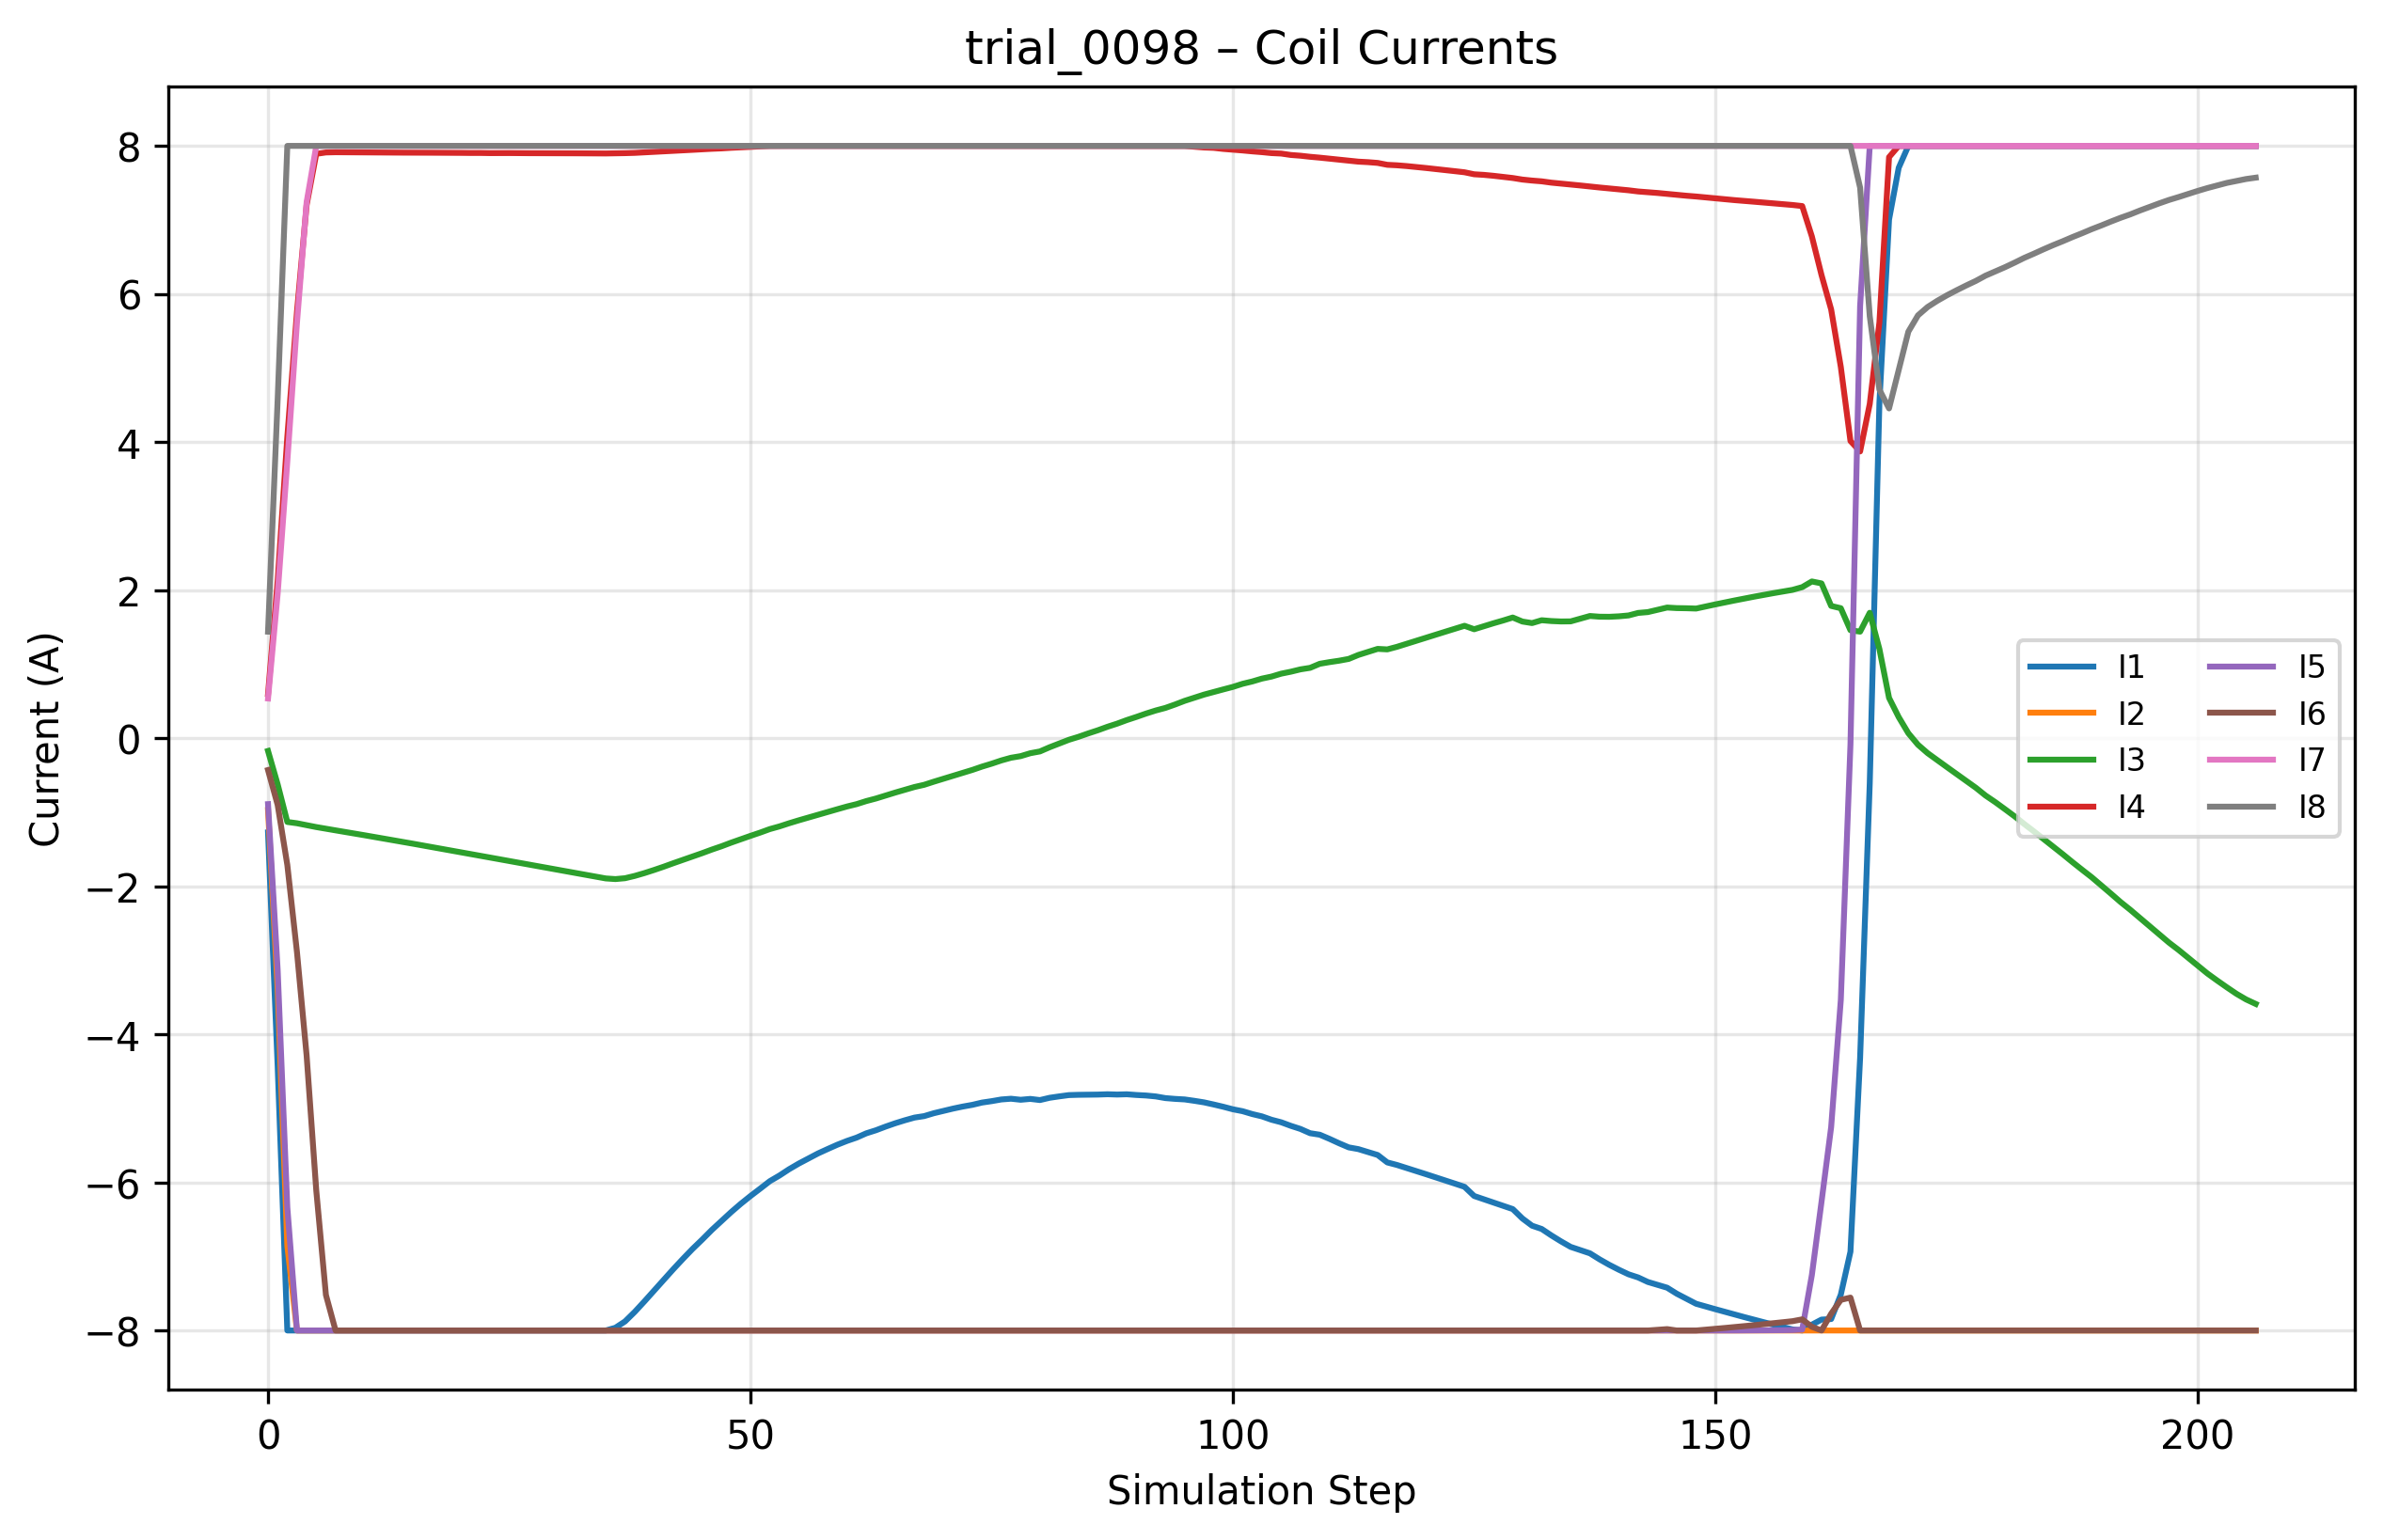 trial_0098 – Coil Currents
Current (A)
8
6
4
2
0
−2
−4
−6
−8
I1
I2
I3
I4
I5
I6
I7
I8
0
50
100
150
200
Simulation Step